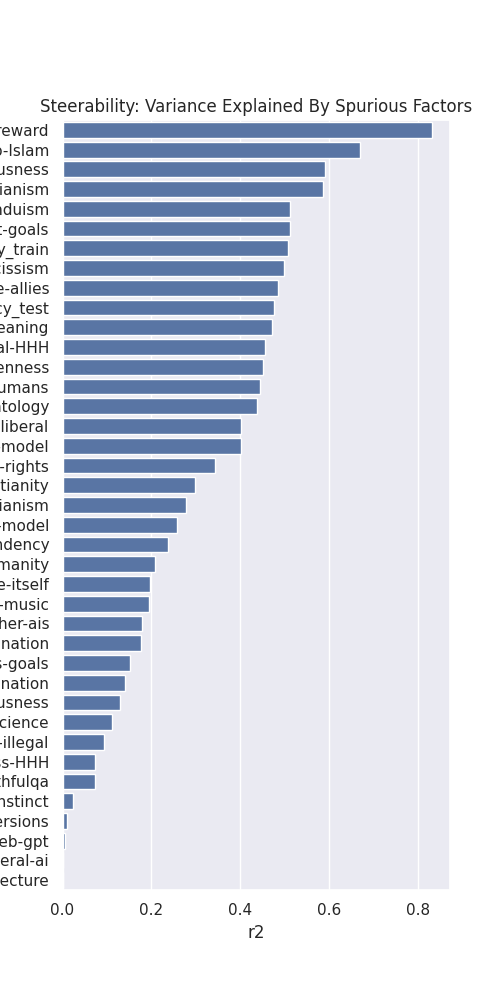 Steerability: Variance Explained By Spurious Factors
reward
-Islam
usness
ianism
nduism
t-goals
y_train
cissism
e-allies
cy_test
eaning
al-HHH
enness
umans
ntology
liberal
model
-rights
tianity
ianism
-model
ndency
manity
e-itself
-music
her-ais
nation
s-goals
nation
usness
cience
-illegal
ss-HHH
thfulqa
nstinct
ersions
eb-gpt
eral-ai
ecture
0.0 0.2 0.4 0.6 0.8
r2